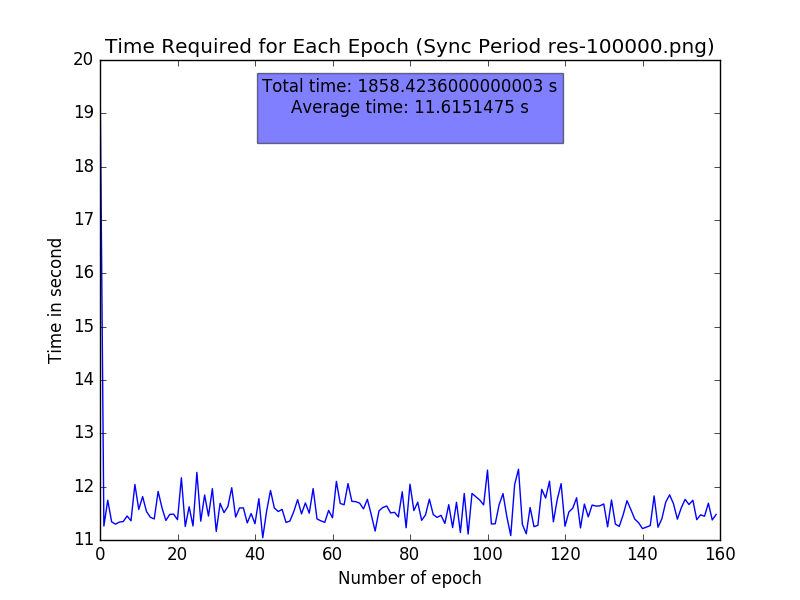 Time Required for Each Epoch (Sync Period res-100000.png)
Total time: 1858.4236000000003 s
Average time: 11.6151475 s
20
19
18
17
16
15
14
13
12
11
Time in second
0 20 40 60 80 100 120 140 160
Number of epoch